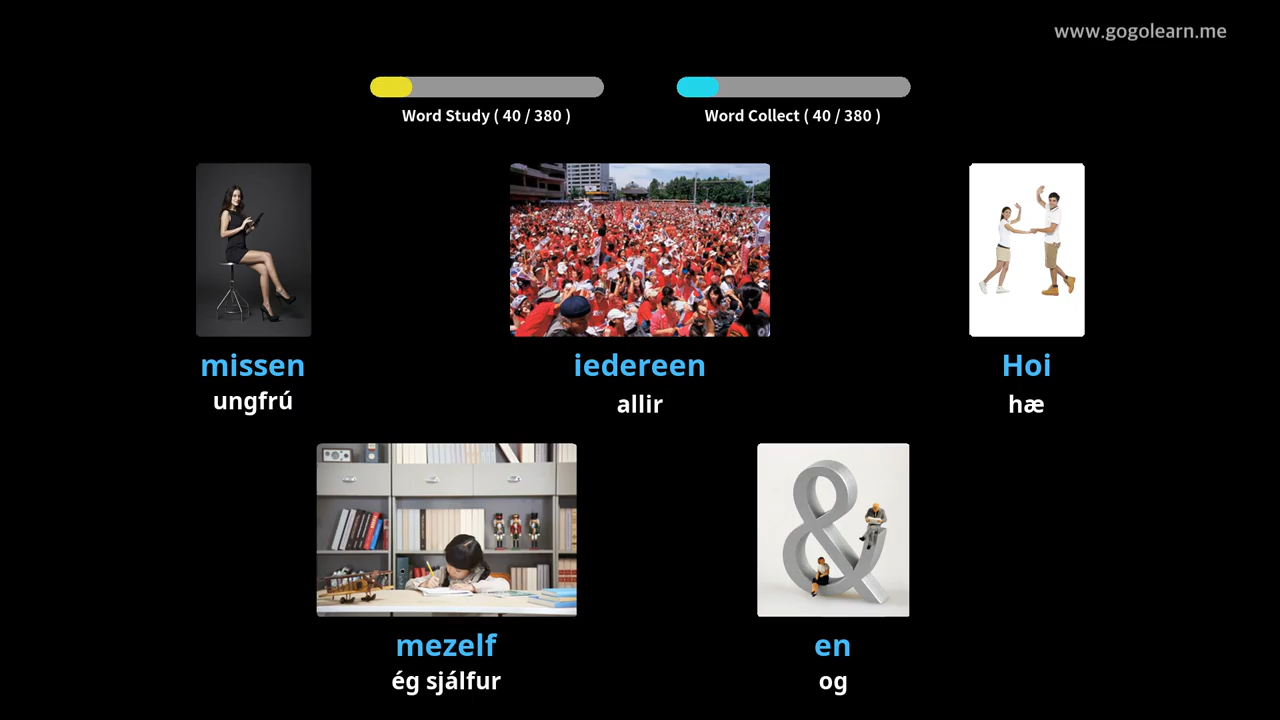 www.gogolearn.me
Word Study ( 40 / 380 )
Word Collect ( 40 / 380 )
missen
ungfrú
iedereen
allir
Hoi
hæ
mezelf
ég sjálfur
en
og